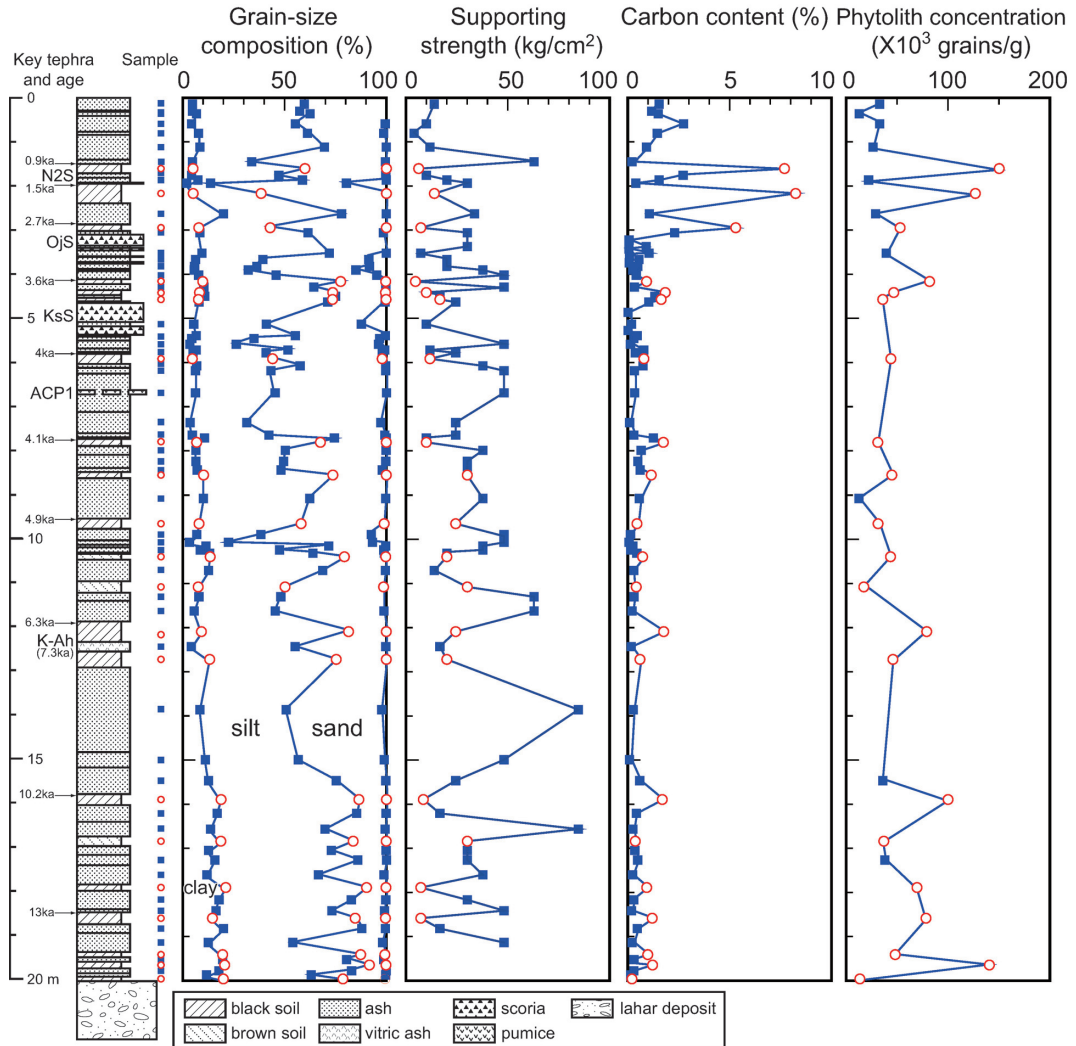 Grain-size
composition (%)
Supporting
strength (kg/cm²)
Carbon content (%)
Phytolith concentration
(X10³ grains/g)
Key tephra
and age
Sample
0 50 100
0 50 100
0 5 10
0 100 200
0
0.9ka
N2S
1.5ka
2.7ka
OjS
3.6ka
KsS
5
4ka
ACP1
4.1ka
4.9ka
10
6.3ka
K-Ah
(7.3ka)
silt
sand
15
10.2ka
clay
13ka
20 m
black soil
ash
scoria
lahar deposit
brown soil
vitric ash
pumice